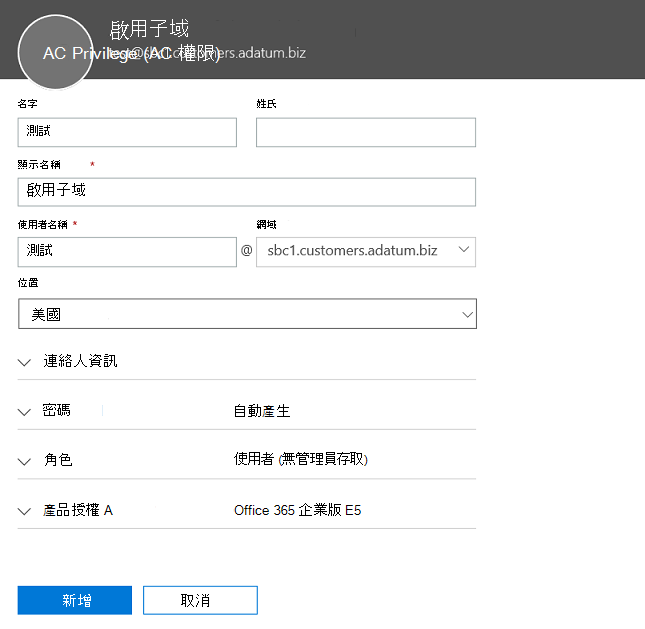 啟用子域
AC Privilege (AC 權限)
test@sbc1.customers.adatum.biz
名字 姓氏
測試
顯示名稱 *
啟用子域
使用者名稱 * 網域
測試 @ sbc1.customers.adatum.biz
位置
美國
連絡人資訊
密碼 自動產生
角色 使用者 (無管理員存取)
產品授權 A Office 365 企業版 E5
新增 取消